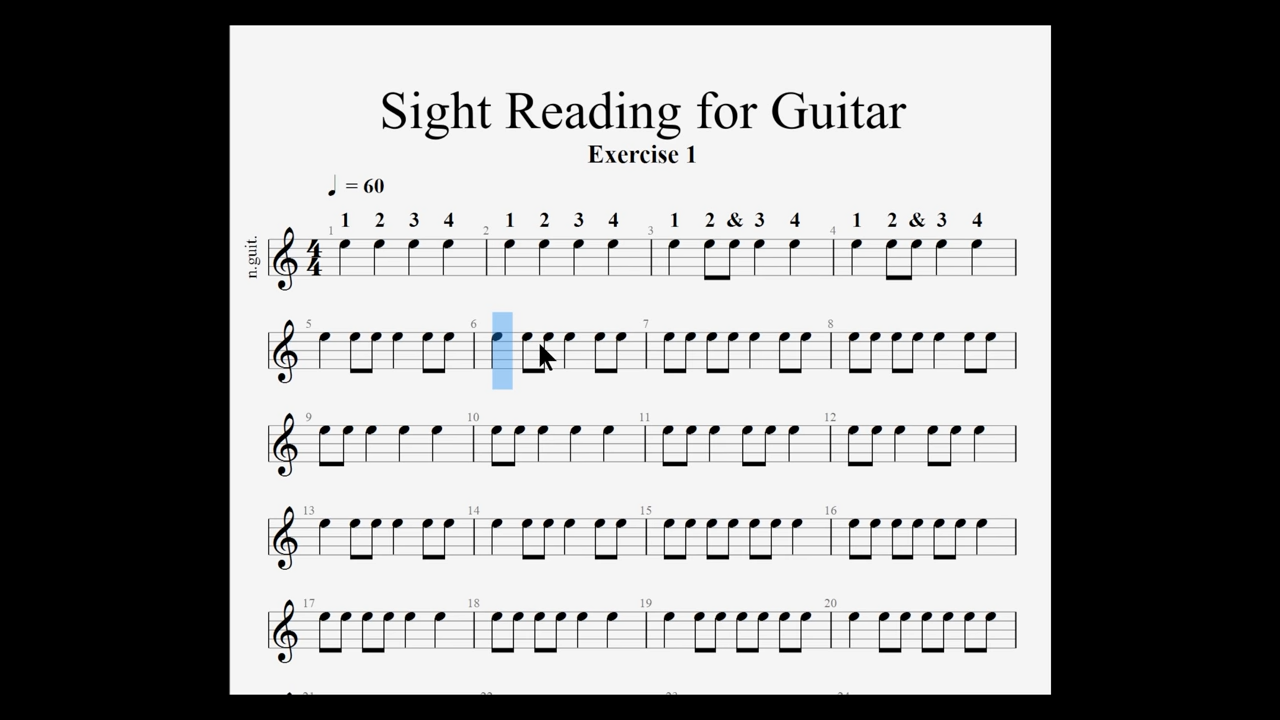 Sight Reading for Guitar
Exercise 1
= 60
1 2 3 4 1 2 3 4 1 2 & 3 4 1 2 & 3 4
1 2 3 4
n.guit.
4
4
5 6 7 8
9 10 11 12
13 14 15 16
17 18 19 20